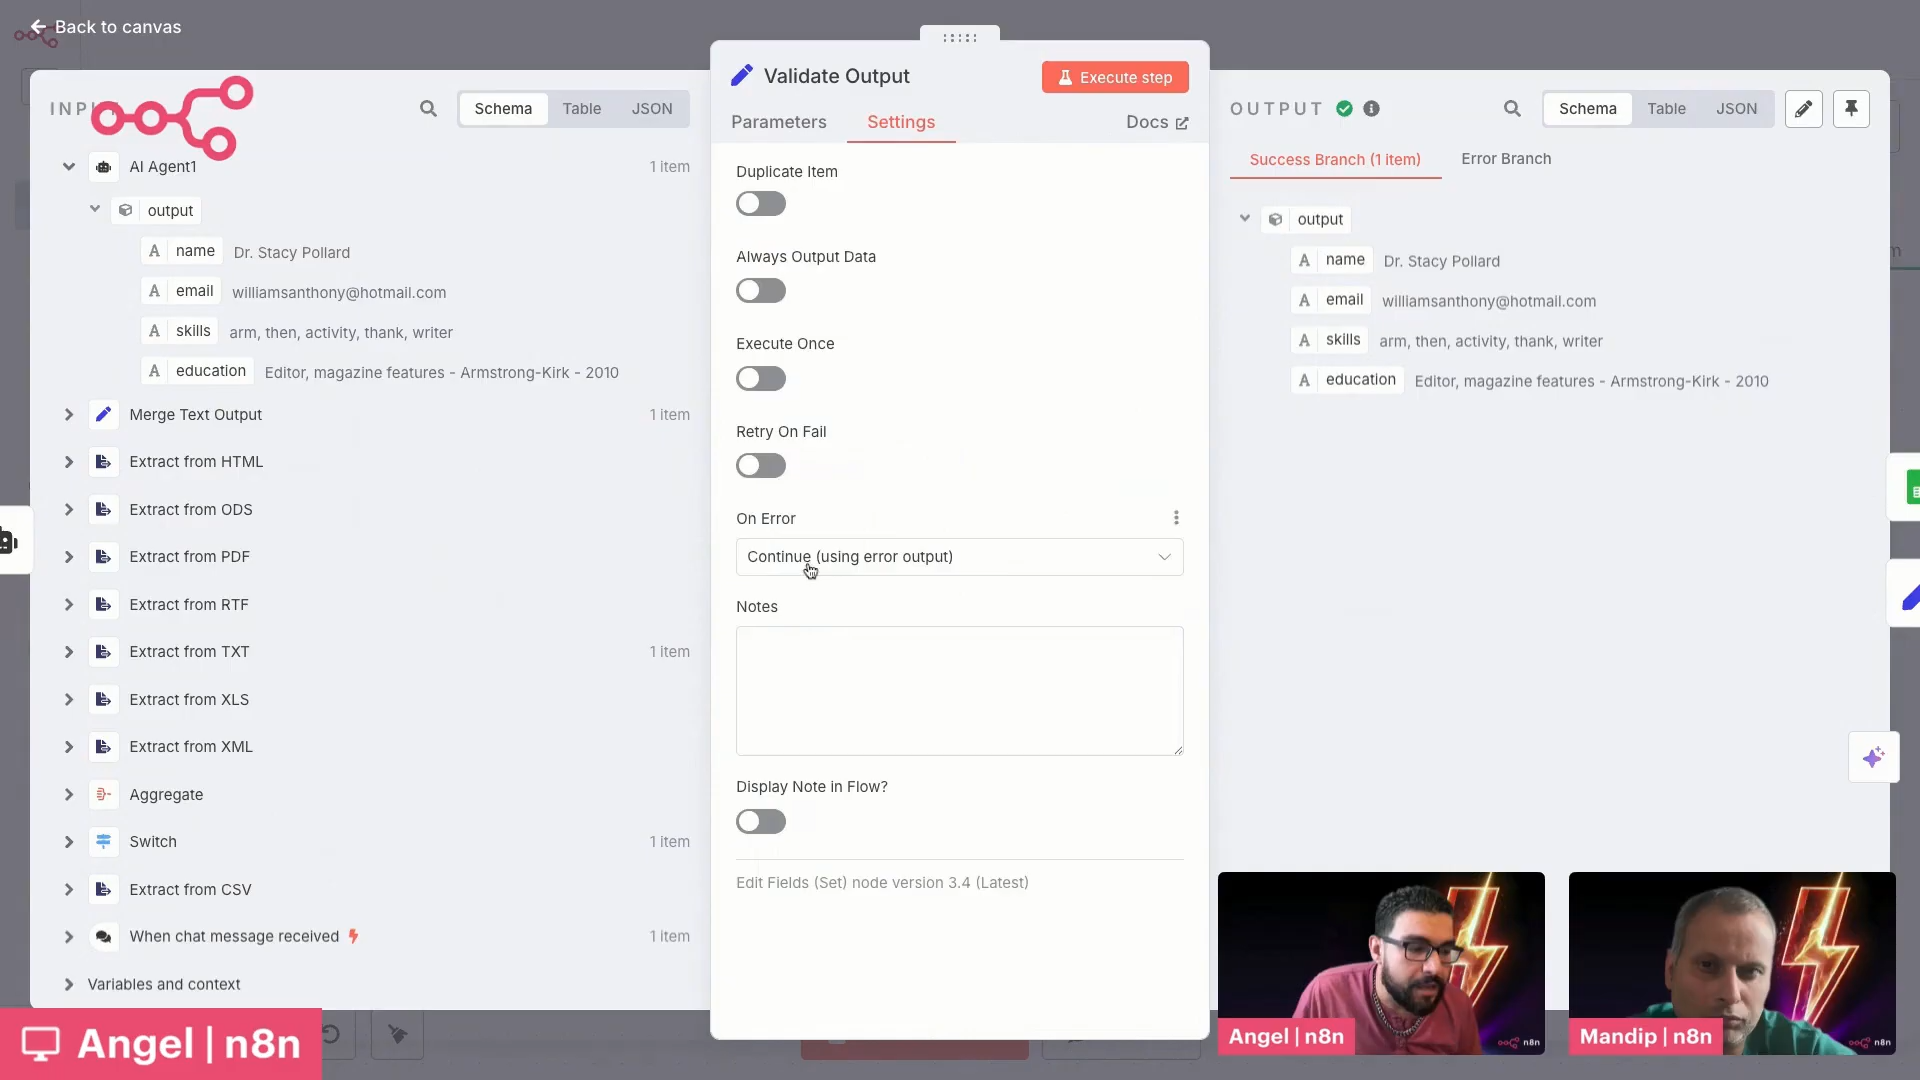 Back to canvas
INP
Schema
Table
JSON
AI Agent1
1 item
output
A name Dr. Stacy Pollard
A email williamsanthony@hotmail.com
A skills arm, then, activity, thank, writer
A education Editor, magazine features - Armstrong-Kirk - 2010
Merge Text Output
1 item
Extract from HTML
Extract from ODS
Extract from PDF
Extract from RTF
Extract from TXT
1 item
Extract from XLS
Extract from XML
Aggregate
Switch
1 item
Extract from CSV
When chat message received
1 item
Variables and context
Validate Output
Execute step
Parameters
Settings
Docs
Duplicate Item
Always Output Data
Execute Once
Retry On Fail
On Error
Continue (using error output)
Notes
Display Note in Flow?
Edit Fields (Set) node version 3.4 (Latest)
OUTPUT
Schema
Table
JSON
Success Branch (1 item)
Error Branch
output
A name Dr. Stacy Pollard
A email williamsanthony@hotmail.com
A skills arm, then, activity, thank, writer
A education Editor, magazine features - Armstrong-Kirk - 2010
Angel | n8n
Angel | n8n
n8n
Mandip | n8n
n8n